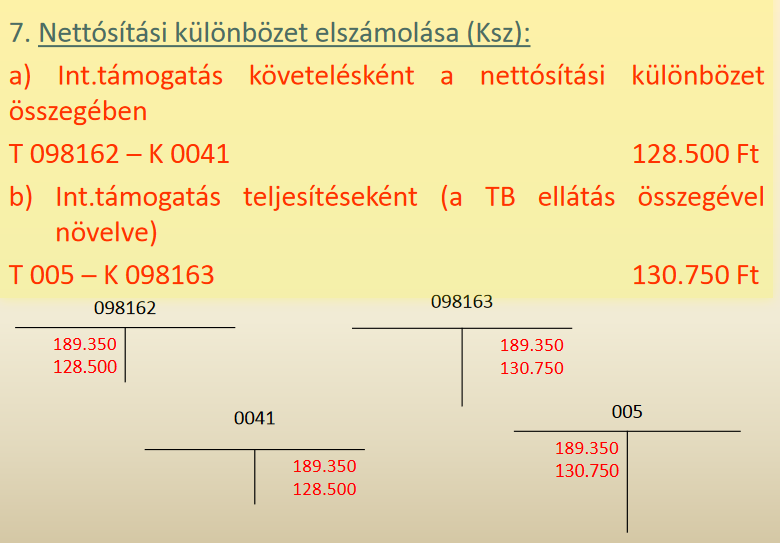 7. Nettósítási különbözet elszámolása (Ksz):
a) Int.támogatás követelésként a nettósítási különbözet
összegében
T 098162 – K 0041 128.500 Ft
b) Int.támogatás teljesítéseként (a TB ellátás összegével
növelve)
T 005 – K 098163 130.750 Ft
098162
189.350
128.500
098163
189.350
130.750
0041
189.350
128.500
005
189.350
130.750